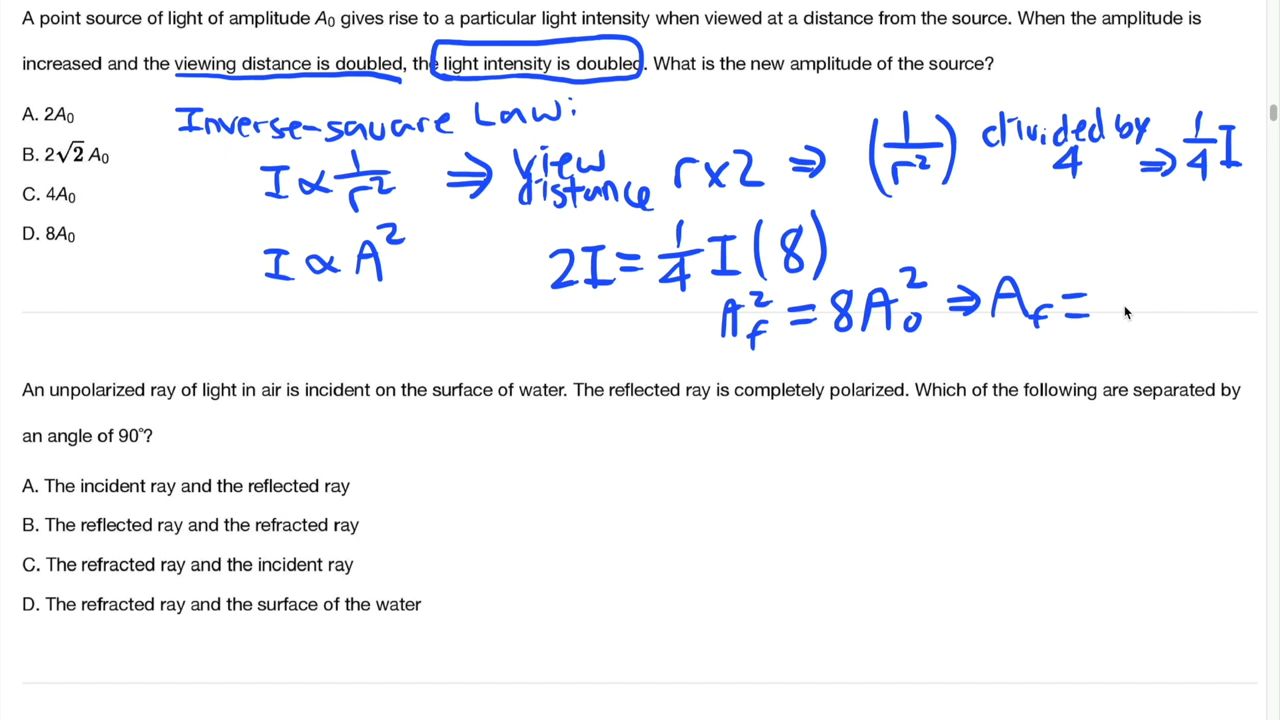 A point source of light of amplitude A₀ gives rise to a particular light intensity when viewed at a distance from the source. When the amplitude is
increased and the viewing distance is doubled, the light intensity is doubled. What is the new amplitude of the source?
A. 2A₀
B. 2√2 A₀
C. 4A₀
D. 8A₀
Inverse-square Law:
I ∝ 1/r² ⇒ view distance r x 2 ⇒ (1/r²) divided by 4 ⇒ 1/4 I
I ∝ A²
2I = 1/4 I (8)
A_f² = 8A₀² ⇒ A_f =
An unpolarized ray of light in air is incident on the surface of water. The reflected ray is completely polarized. Which of the following are separated by
an angle of 90°?
A. The incident ray and the reflected ray
B. The reflected ray and the refracted ray
C. The refracted ray and the incident ray
D. The refracted ray and the surface of the water